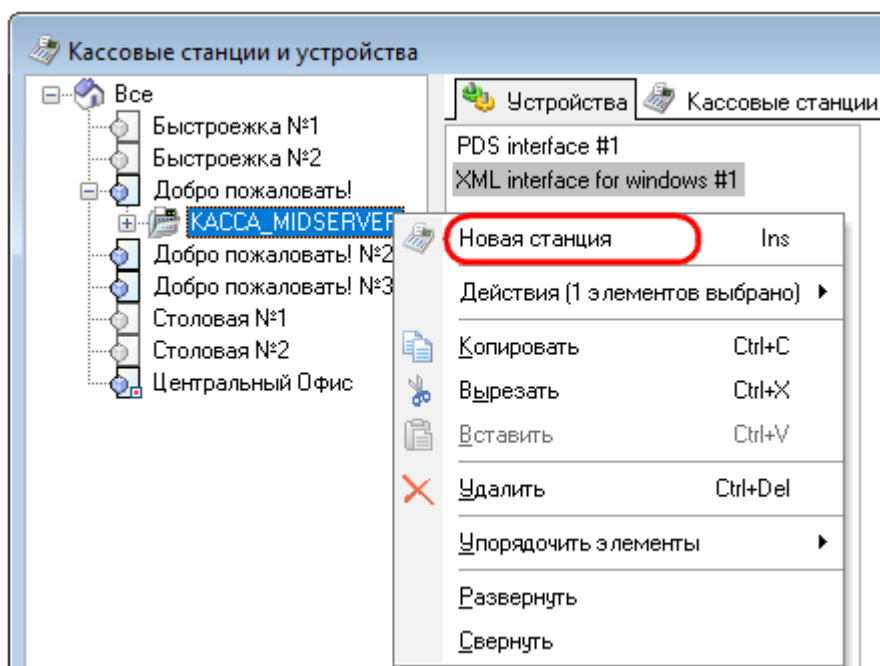 Кассовые станции и устройства
Все
Быстроежка №1
Быстроежка №2
Добро пожаловать!
КАССА_MIDSERVER
Добро пожаловать! №2
Добро пожаловать! №3
Столовая №1
Столовая №2
Центральный Офис
Устройства
Кассовые станции
PDS interface #1
XML interface for windows #1
Новая станция Ins
Действия (1 элементов выбрано)
Копировать Ctrl+C
Вырезать Ctrl+X
Вставить Ctrl+V
Удалить Ctrl+Del
Упорядочить элементы
Развернуть
Свернуть